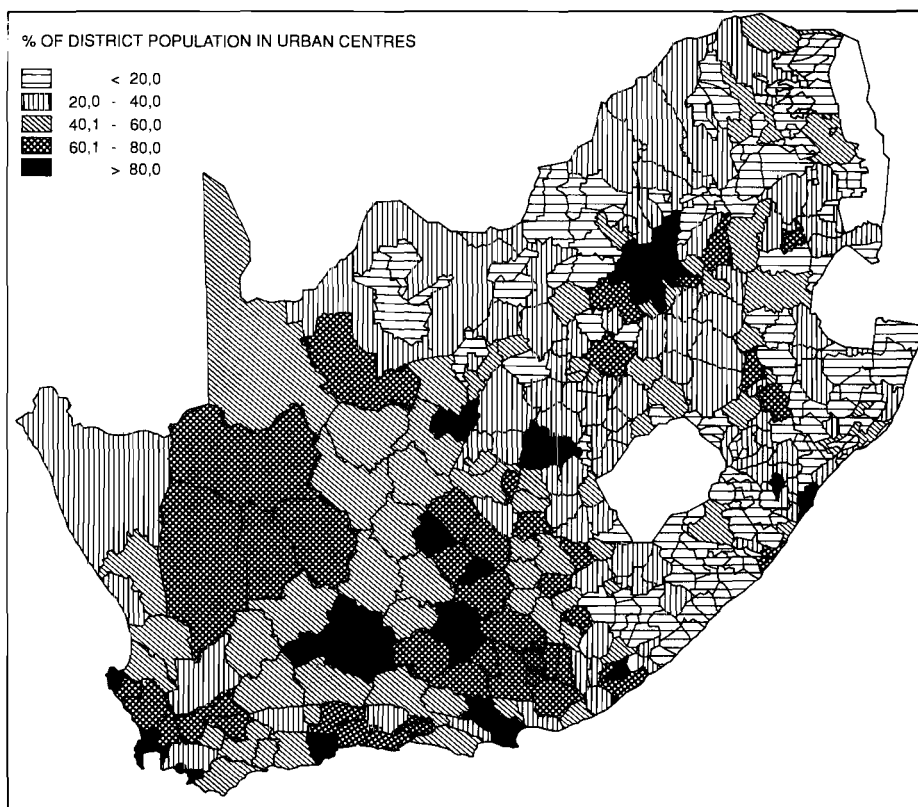 % OF DISTRICT POPULATION IN URBAN CENTRES
< 20,0
20,0 - 40,0
40,1 - 60,0
60,1 - 80,0
> 80,0